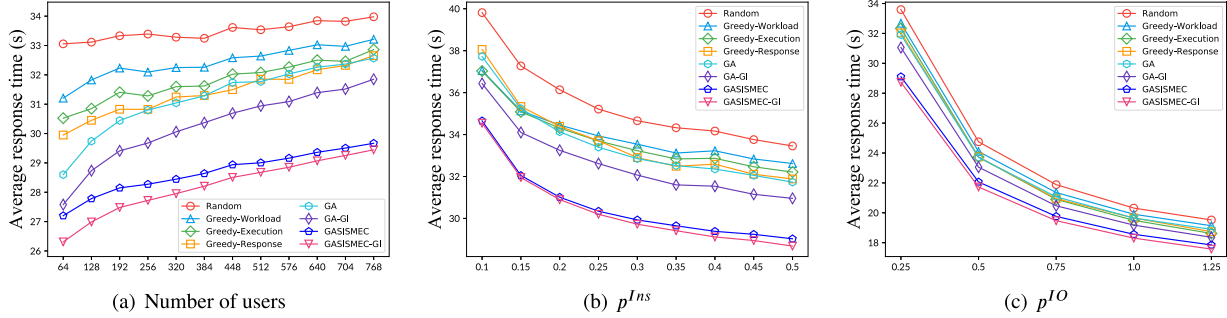 Average response time (s)
34
33
32
31
30
29
28
27
26
64 128 192 256 320 384 448 512 576 640 704 768
Random
Greedy-Workload
Greedy-Execution
Greedy-Response
GA
GA-GI
GASISMEC
GASISMEC-GI
(a) Number of users
Average response time (s)
40
38
36
34
32
30
0.1 0.15 0.2 0.25 0.3 0.35 0.4 0.45 0.5
Random
Greedy-Workload
Greedy-Execution
Greedy-Response
GA
GA-GI
GASISMEC
GASISMEC-GI
(b) p^Ins
Average response time (s)
34
32
30
28
26
24
22
20
18
0.25 0.5 0.75 1.0 1.25
Random
Greedy-Workload
Greedy-Execution
Greedy-Response
GA
GA-GI
GASISMEC
GASISMEC-GI
(c) p^IO